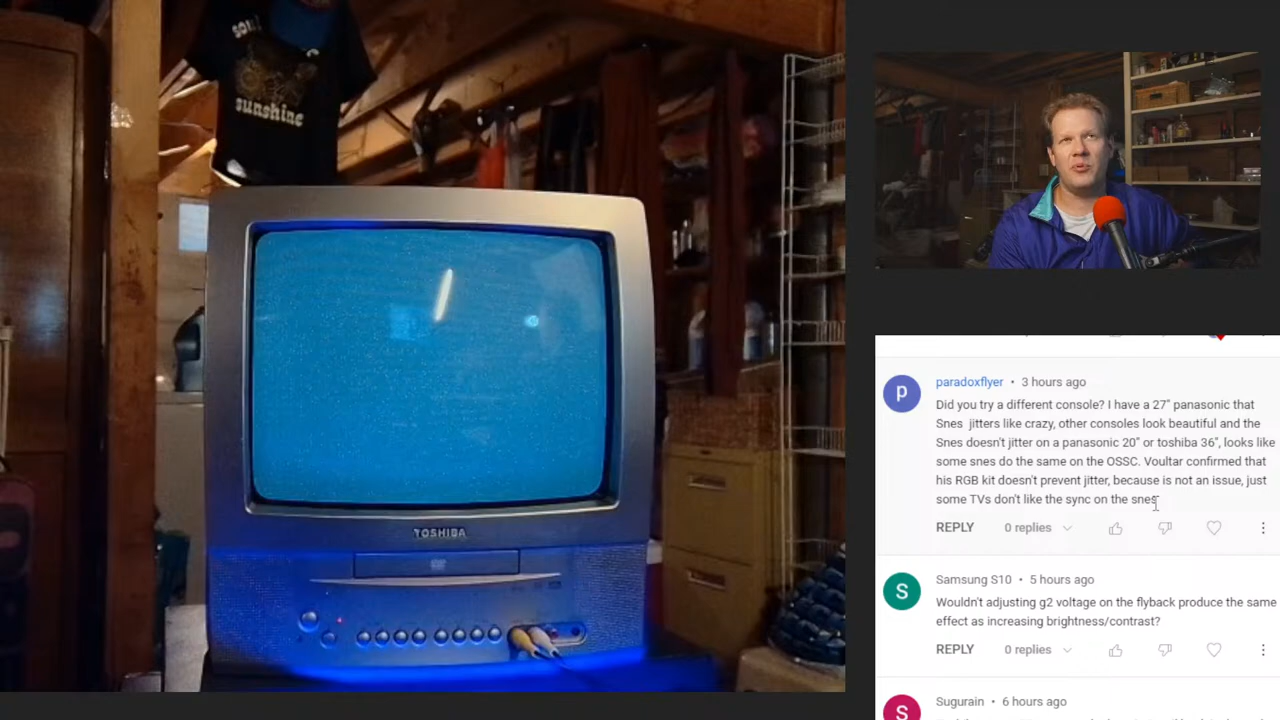 soul
sunshine
TOSHIBA
P
paradoxflyer • 3 hours ago
Did you try a different console? I have a 27" panasonic that
Snes jitters like crazy, other consoles look beautiful and the
Snes doesn't jitter on a panasonic 20" or toshiba 36", looks like
some snes do the same on the OSSC. Voultar confirmed that
his RGB kit doesn't prevent jitter, because is not an issue, just
some TVs don't like the sync on the snes
REPLY 0 replies
S
Samsung S10 • 5 hours ago
Wouldn't adjusting g2 voltage on the flyback produce the same
effect as increasing brightness/contrast?
REPLY 0 replies
S
Sugurain • 6 hours ago